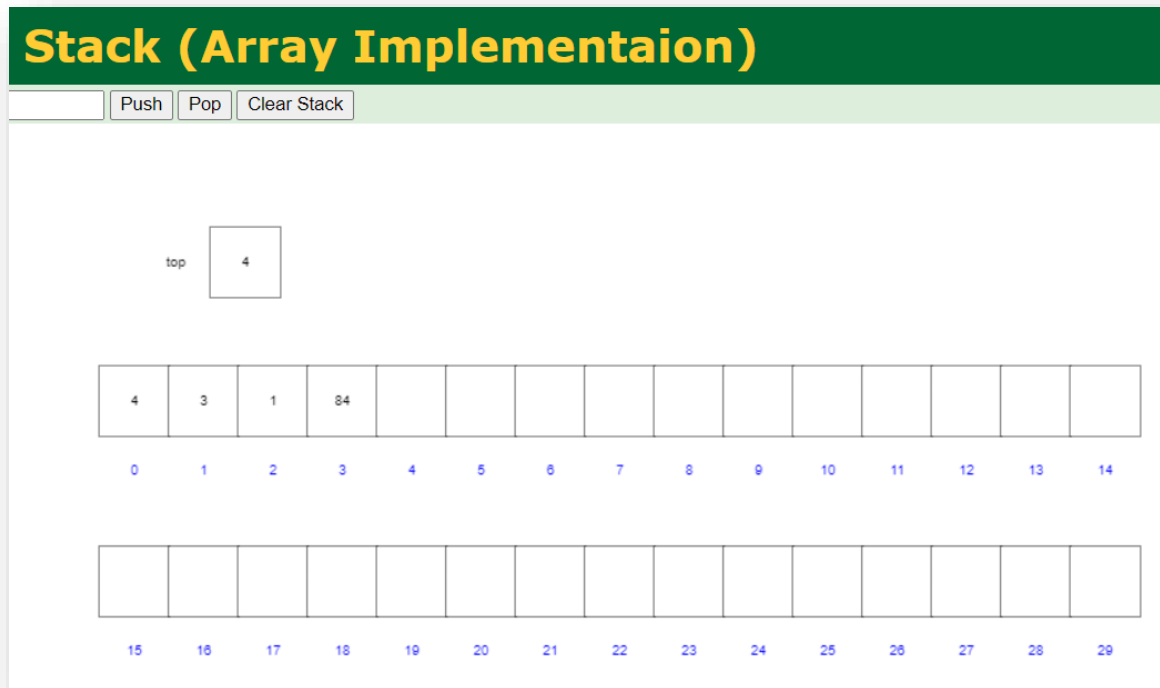 Stack (Array Implementaion)
Push Pop Clear Stack
top 4
4 3 1 84
0 1 2 3 4 5 6 7 8 9 10 11 12 13 14
15 16 17 18 19 20 21 22 23 24 25 26 27 28 29